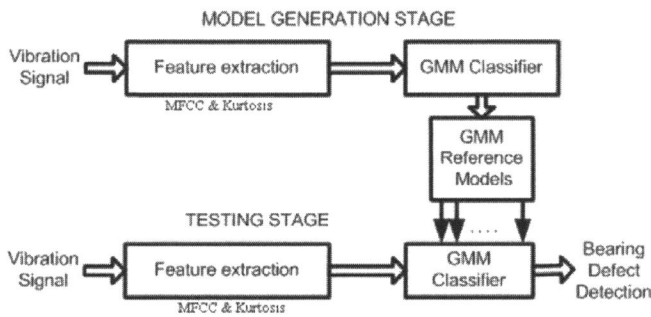 MODEL GENERATION STAGE
Vibration
Signal
Feature extraction
GMM Classifier
MFCC & Kurtosis
GMM
Reference
Models
TESTING STAGE
....
Vibration
Signal
Feature extraction
GMM
Classifier
Bearing
Defect
Detection
MFCC & Kurtosis